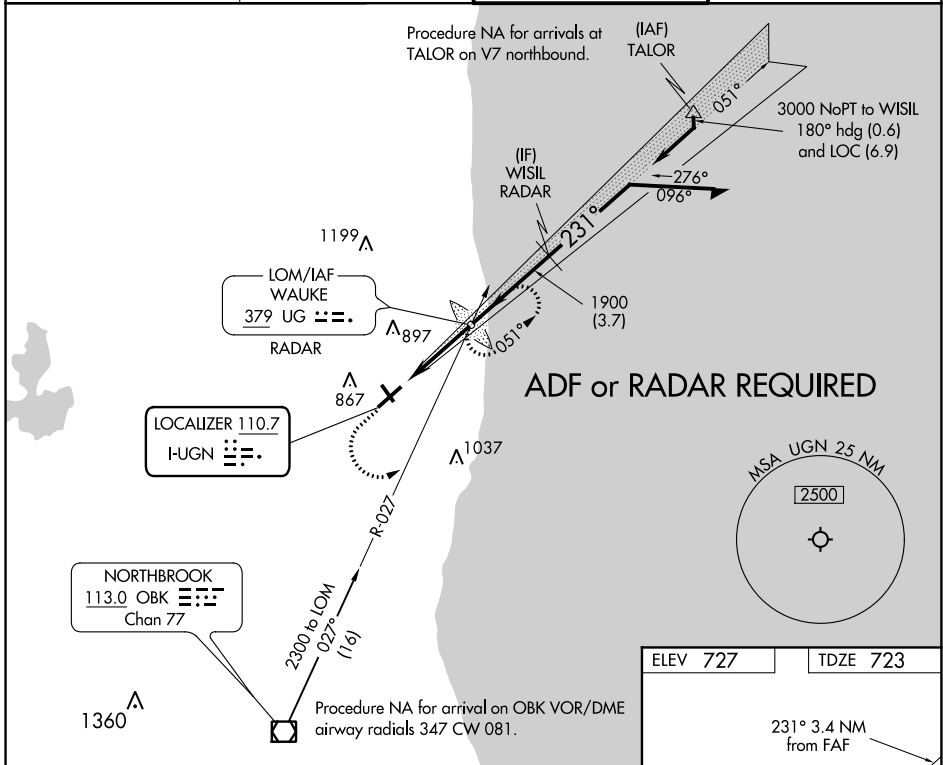 Procedure NA for arrivals at
TALOR on V7 northbound.
(IAF)
TALOR
051°
3000 NoPT to WISIL
180° hdg (0.6)
and LOC (6.9)
(IF)
WISIL
RADAR
276°
096°
231°
1199
LOM/IAF
WAUKE
379 UG
RADAR
897
051°
1900
(3.7)
867
ADF or RADAR REQUIRED
LOCALIZER 110.7
I-UGN
1037
MSA UGN 25 NM
2500
R-027
NORTHBROOK
113.0 OBK
Chan 77
2300 to LOM
027°
(16)
1360
Procedure NA for arrival on OBK VOR/DME
airway radials 347 CW 081.
ELEV 727
TDZE 723
231° 3.4 NM
from FAF